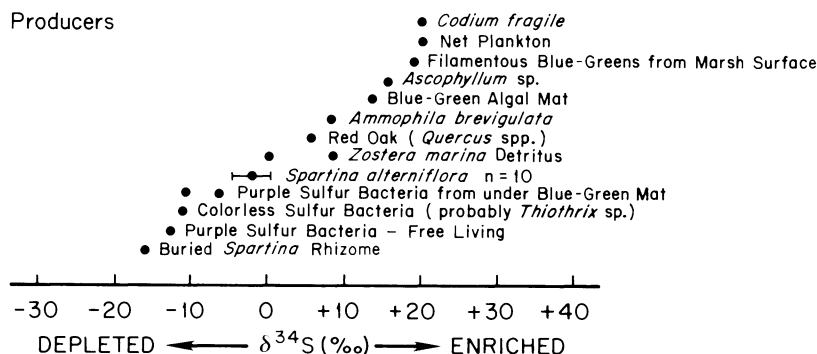 Producers
Codium fragile
Net Plankton
Filamentous Blue-Greens from Marsh Surface
Ascophyllum sp.
Blue-Green Algal Mat
Ammophila brevigulata
Red Oak ( Quercus spp.)
Zostera marina Detritus
Spartina alterniflora n = 10
Purple Sulfur Bacteria from under Blue-Green Mat
Colorless Sulfur Bacteria ( probably Thiothrix sp.)
Purple Sulfur Bacteria – Free Living
Buried Spartina Rhizome
-30 -20 -10 0 +10 +20 +30 +40
DEPLETED ← δ³⁴S (‰) → ENRICHED